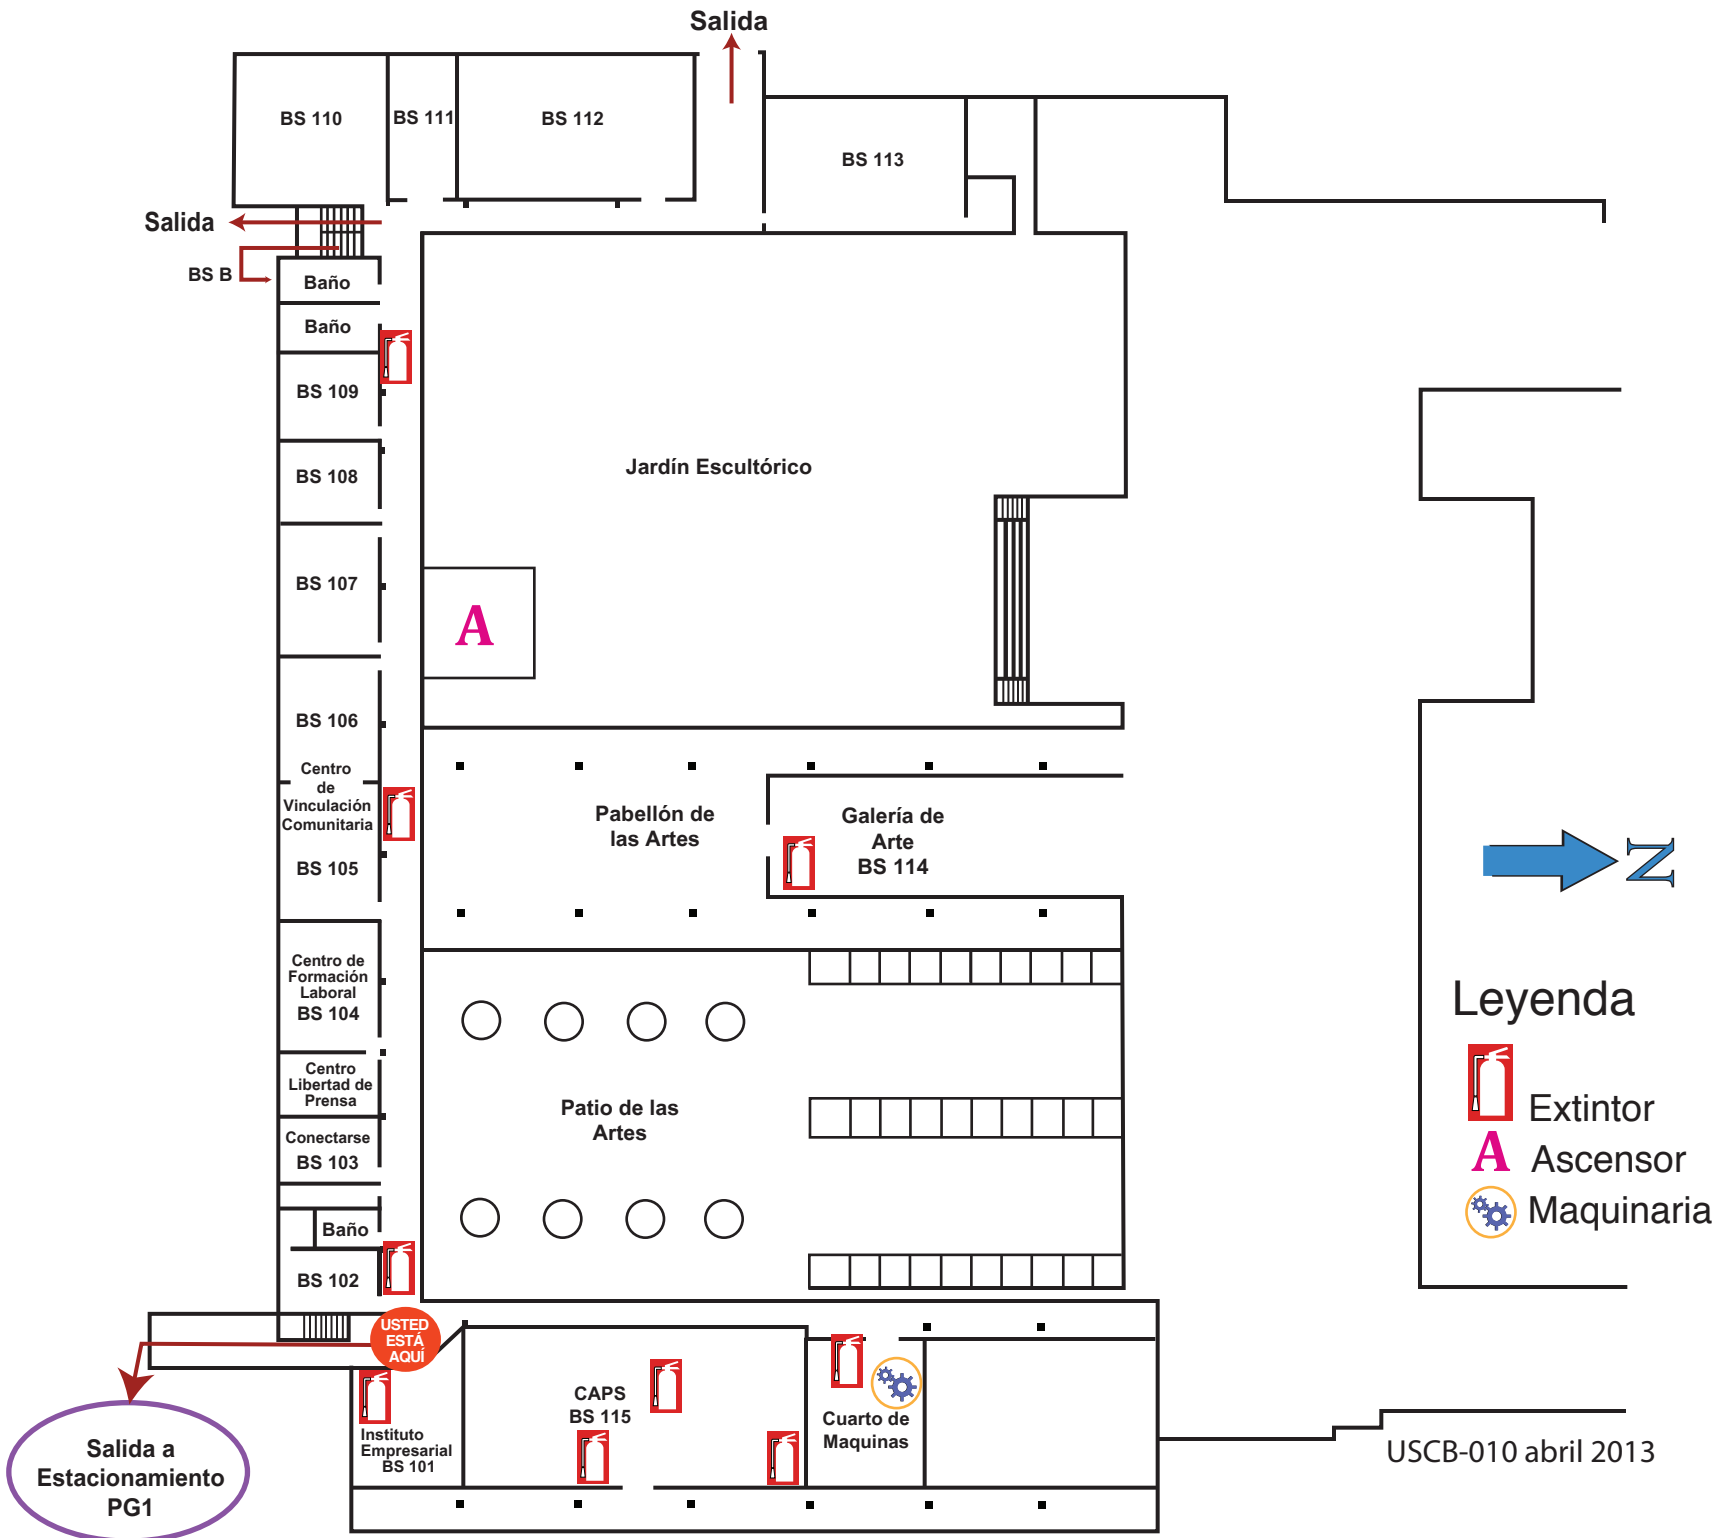 Salida
BS 110
BS 111
BS 112
BS 113
Salida
BS B
Baño
Baño
BS 109
BS 108
Jardín Escultórico
BS 107
A
BS 106
Centro
de
Vinculación
Comunitaria
BS 105
Pabellón de
las Artes
Galería de
Arte
BS 114
N
Centro de
Formación
Laboral
BS 104
Centro
Libertad de
Prensa
Conectarse
BS 103
Patio de las
Artes
Baño
BS 102
USTED
ESTÁ
AQUÍ
Instituto
Empresarial
BS 101
CAPS
BS 115
Cuarto de
Maquinas
Salida a
Estacionamiento
PG1
Leyenda
Extintor
A Ascensor
Maquinaria
USCB-010 abril 2013